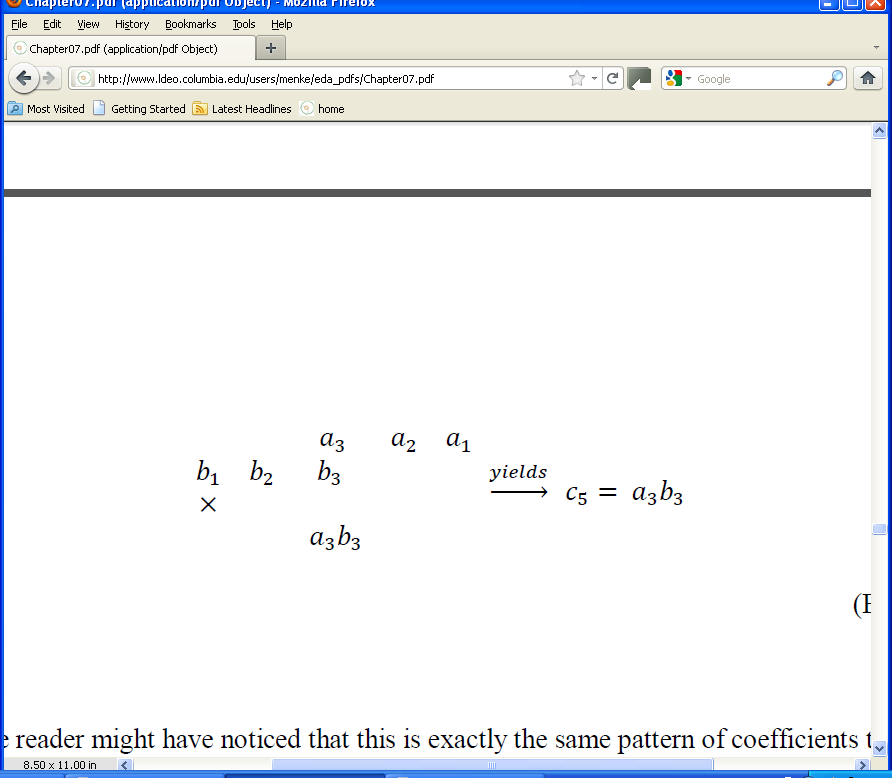 Chapter07.pdf (application/pdf Object) - Mozilla Firefox
File Edit View History Bookmarks Tools Help
Chapter07.pdf (application/pdf Object) +
http://www.ldeo.columbia.edu/users/menke/eda_pdfs/Chapter07.pdf Google
Most Visited Getting Started Latest Headlines home
a₃ a₂ a₁
b₁ b₂ b₃
yields
⟶ c₅ = a₃b₃
×
a₃b₃
(E
e reader might have noticed that this is exactly the same pattern of coefficients t
8.50 x 11.00 in